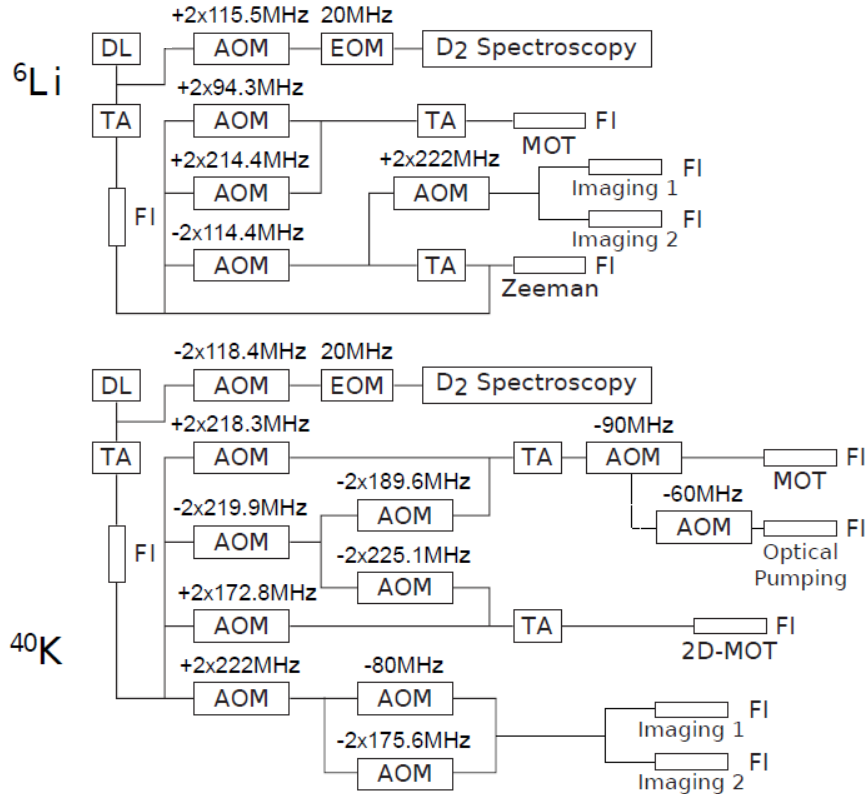 +2x115.5MHz 20MHz
DL AOM EOM D2 Spectroscopy
⁶Li
+2x94.3MHz
TA AOM TA FI
MOT
+2x214.4MHz +2x222MHz
AOM AOM FI
Imaging 1
FI
FI
Imaging 2
-2x114.4MHz
AOM TA FI
Zeeman
-2x118.4MHz 20MHz
DL AOM EOM D2 Spectroscopy
+2x218.3MHz
-90MHz
TA AOM TA AOM FI
MOT
-2x189.6MHz
-60MHz
-2x219.9MHz AOM
FI AOM AOM FI
Optical
Pumping
-2x225.1MHz
AOM
+2x172.8MHz
AOM TA FI
2D-MOT
⁴⁰K
+2x222MHz -80MHz
AOM AOM FI
Imaging 1
-2x175.6MHz
AOM FI
Imaging 2